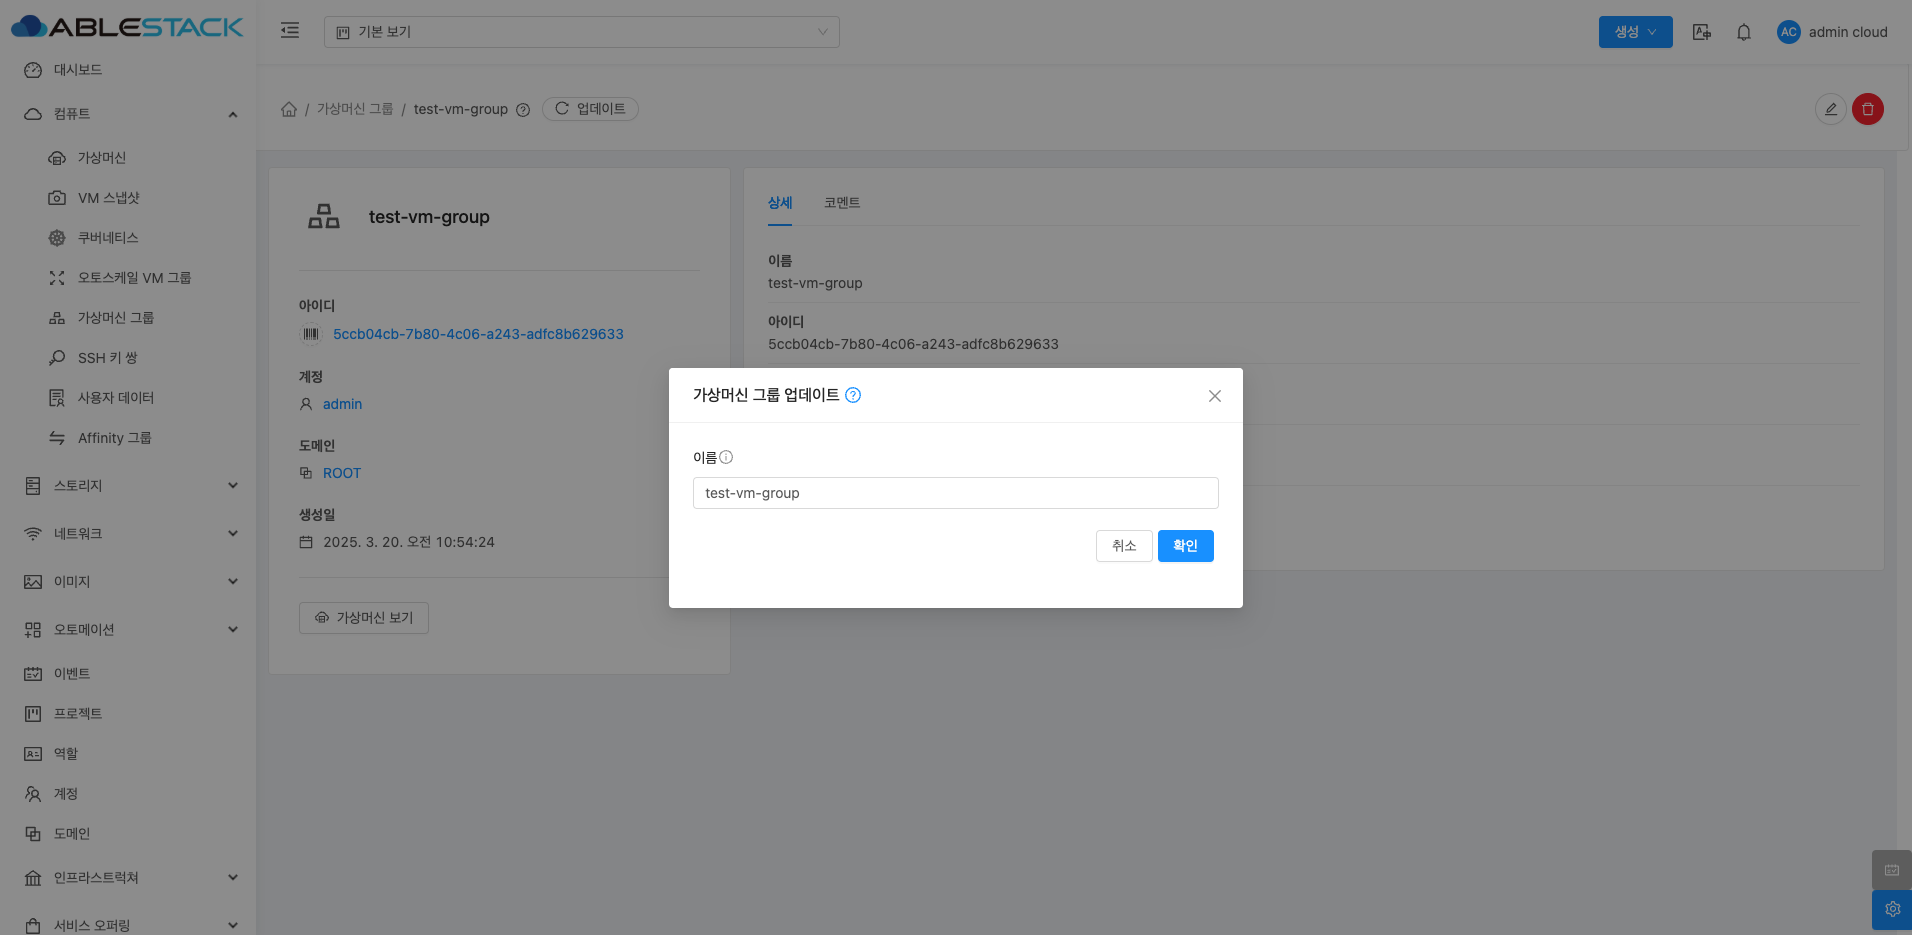 ABLESTACK
기본 보기
생성
AC
admin cloud
대시보드
컴퓨트
가상머신
VM 스냅샷
쿠버네티스
오토스케일 VM 그룹
가상머신 그룹
SSH 키 쌍
사용자 데이터
Affinity 그룹
스토리지
네트워크
이미지
오토메이션
이벤트
프로젝트
역할
계정
도메인
인프라스트럭쳐
서비스 오퍼링
/ 가상머신 그룹 / test-vm-group
업데이트
test-vm-group
아이디
5ccb04cb-7b80-4c06-a243-adfc8b629633
계정
admin
도메인
ROOT
생성일
2025. 3. 20. 오전 10:54:24
가상머신 보기
상세
코멘트
이름
test-vm-group
아이디
5ccb04cb-7b80-4c06-a243-adfc8b629633
가상머신 그룹 업데이트
이름
test-vm-group
취소
확인